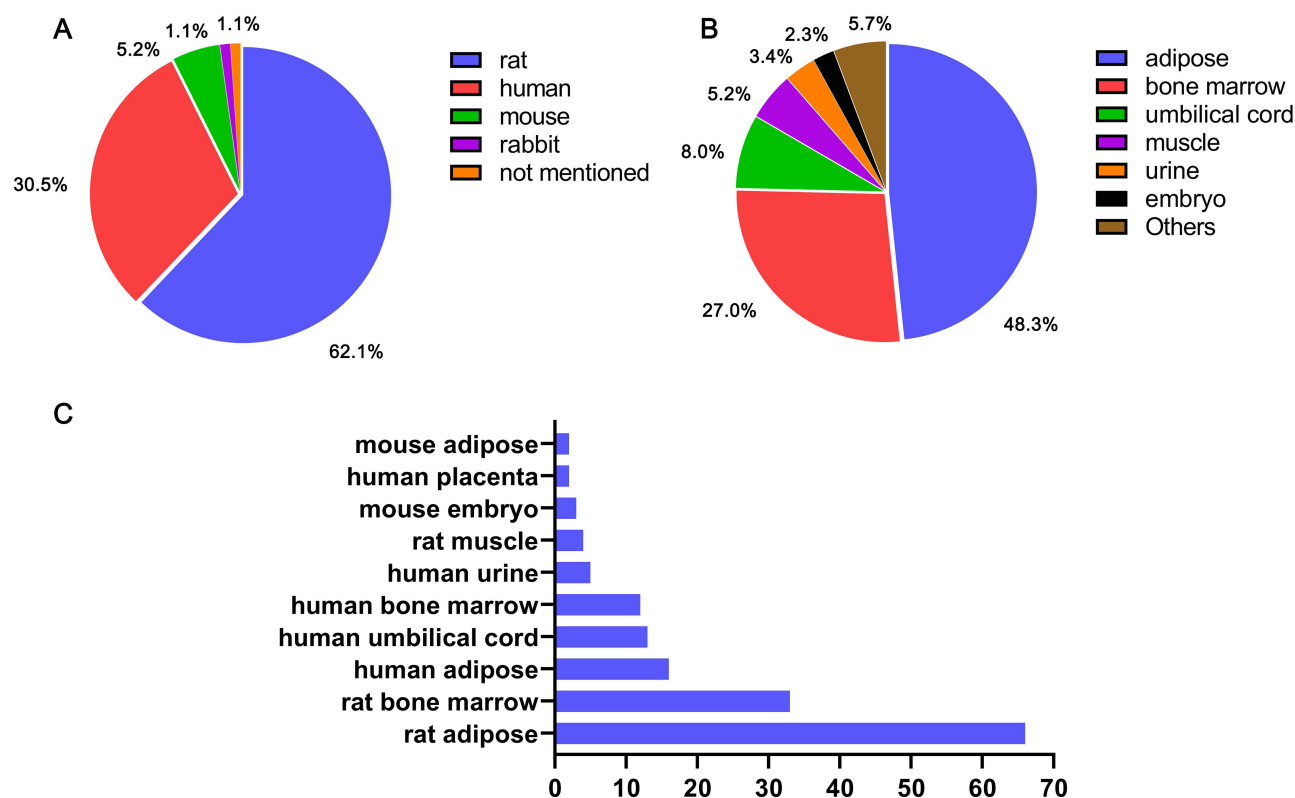 A
1.1%
1.1%
5.2%
30.5%
62.1%
rat
human
mouse
rabbit
not mentioned
B
5.7%
2.3%
3.4%
5.2%
8.0%
27.0%
48.3%
adipose
bone marrow
umbilical cord
muscle
urine
embryo
Others
C
mouse adipose
human placenta
mouse embryo
rat muscle
human urine
human bone marrow
human umbilical cord
human adipose
rat bone marrow
rat adipose
0 10 20 30 40 50 60 70